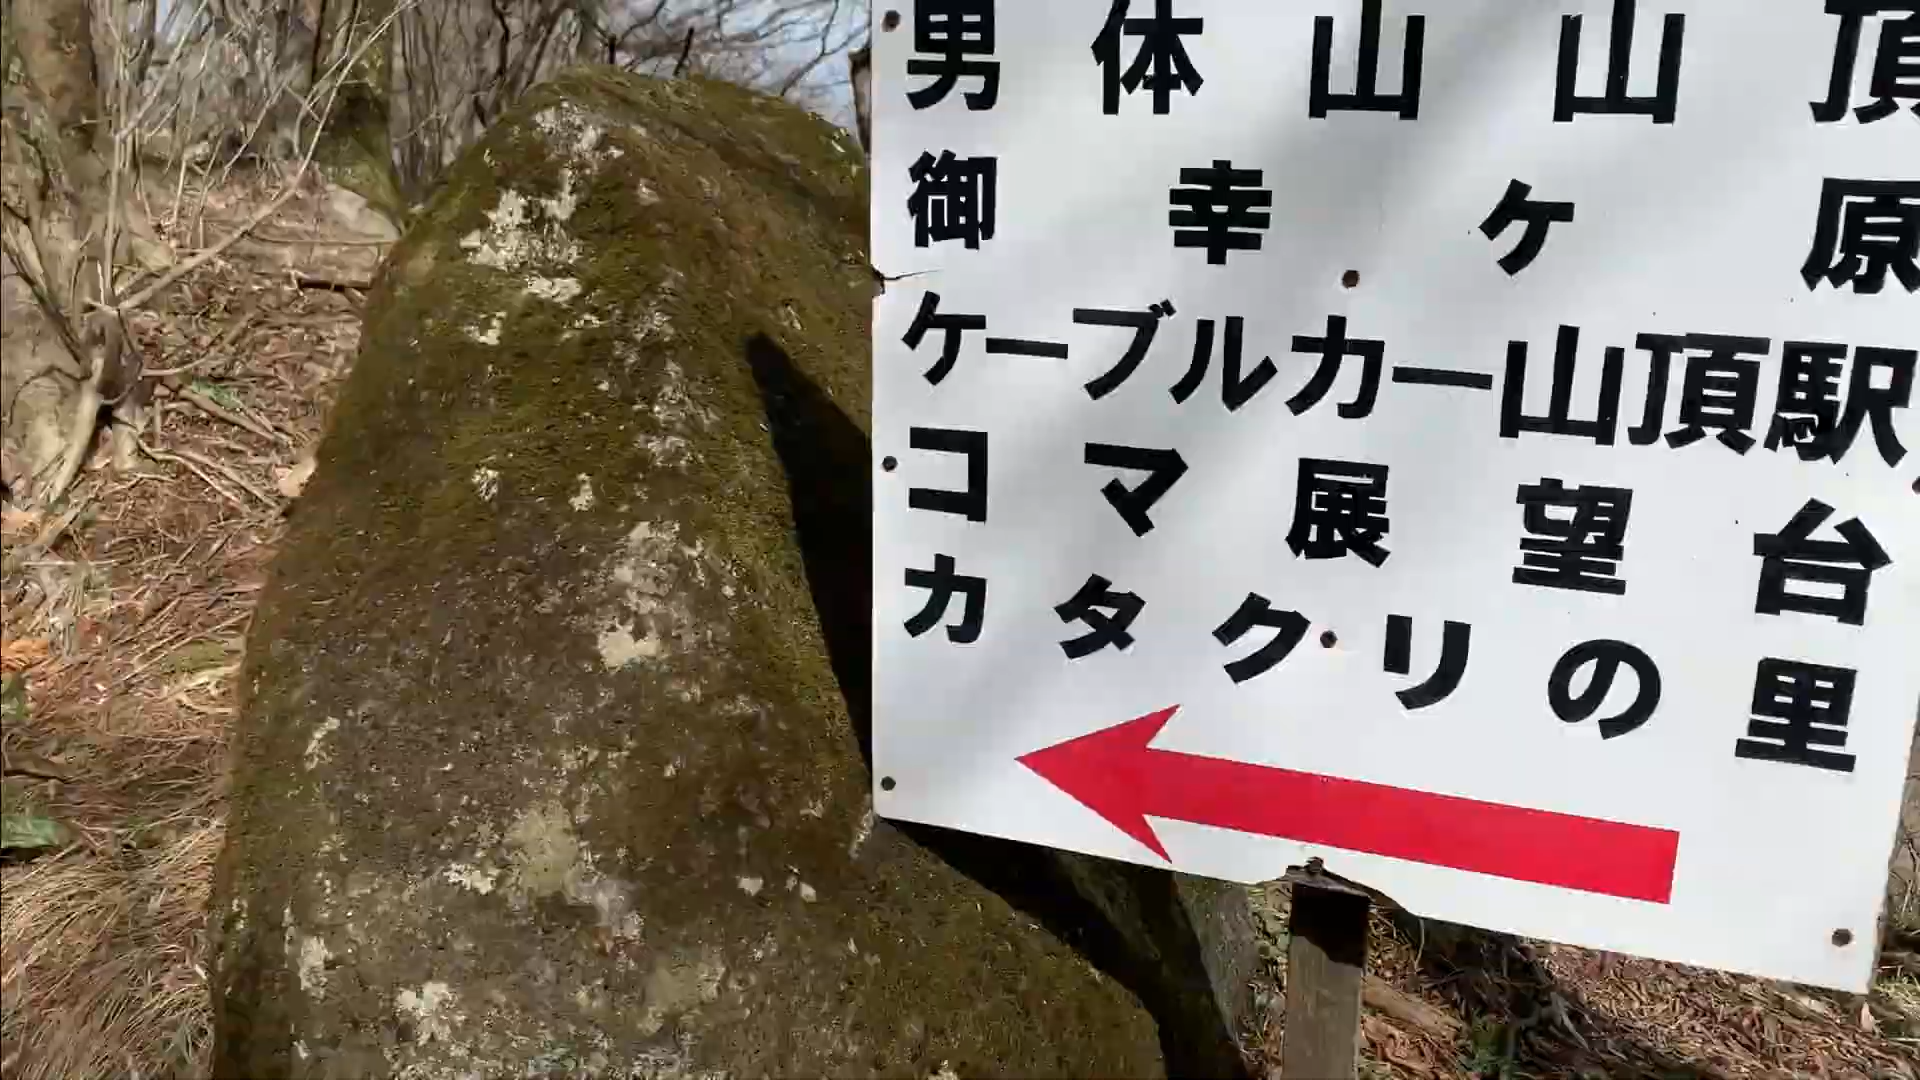 男体山山頂
御幸ケ原
ケーブルカー山頂駅
コマ展望台
カタクリの里